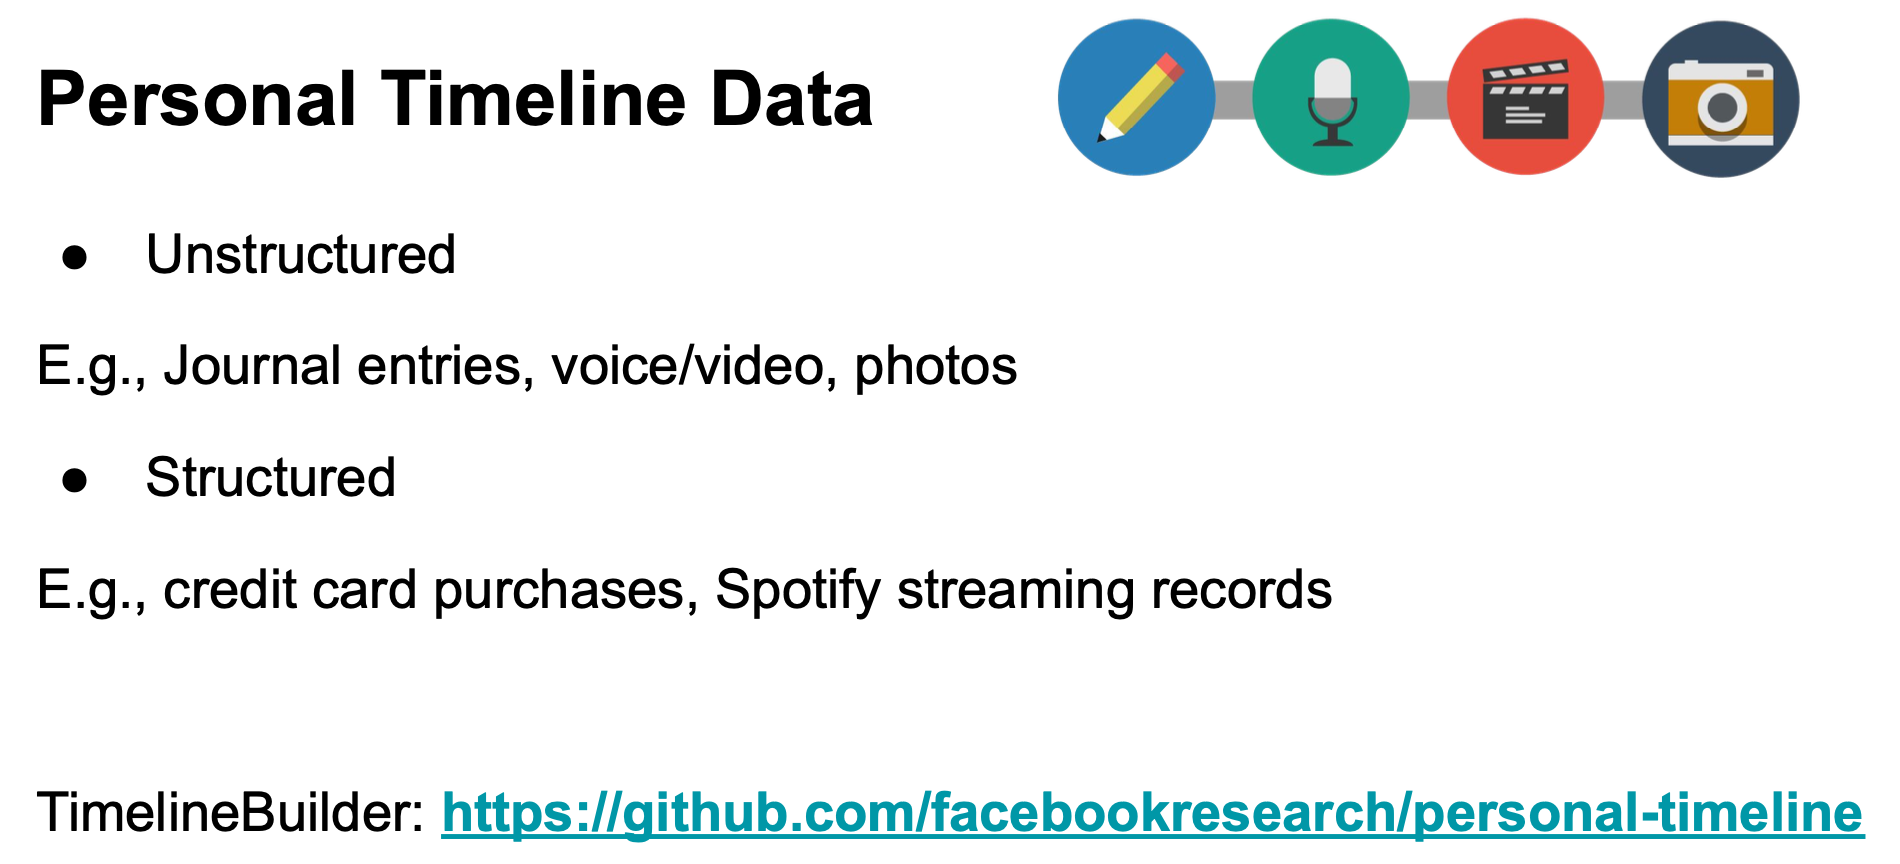 Personal Timeline Data
● Unstructured
E.g., Journal entries, voice/video, photos
● Structured
E.g., credit card purchases, Spotify streaming records
TimelineBuilder: https://github.com/facebookresearch/personal-timeline